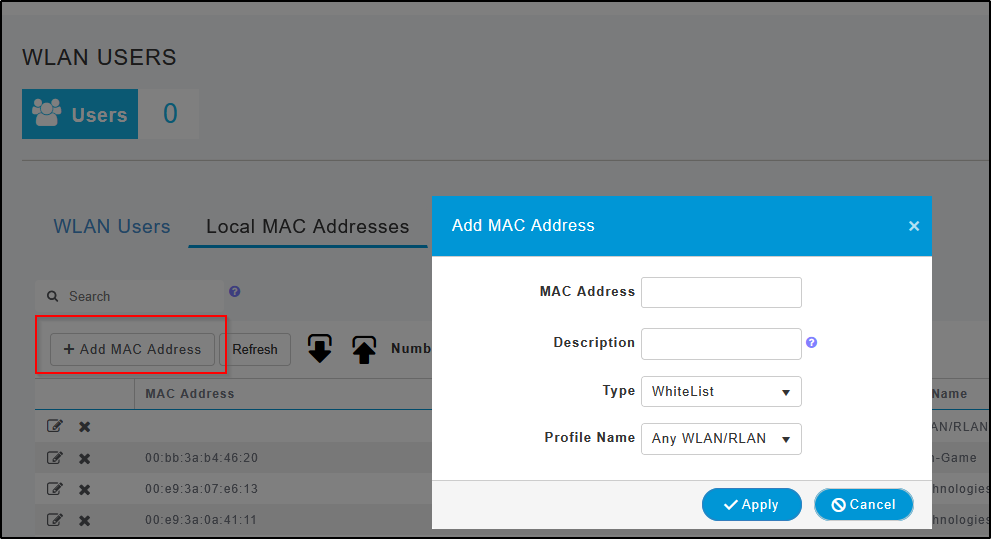 WLAN USERS
Users 0
WLAN Users Local MAC Addresses
Add MAC Address ×
Search ?
MAC Address
+ Add MAC Address Refresh Numb
Description ?
Type WhiteList
MAC Address Name
Profile Name Any WLAN/RLAN
AN/RLAN
00:bb:3a:b4:46:20 n-Game
00:e9:3a:07:e6:13 hnologies
00:e9:3a:0a:41:11 hnologies
Apply Cancel